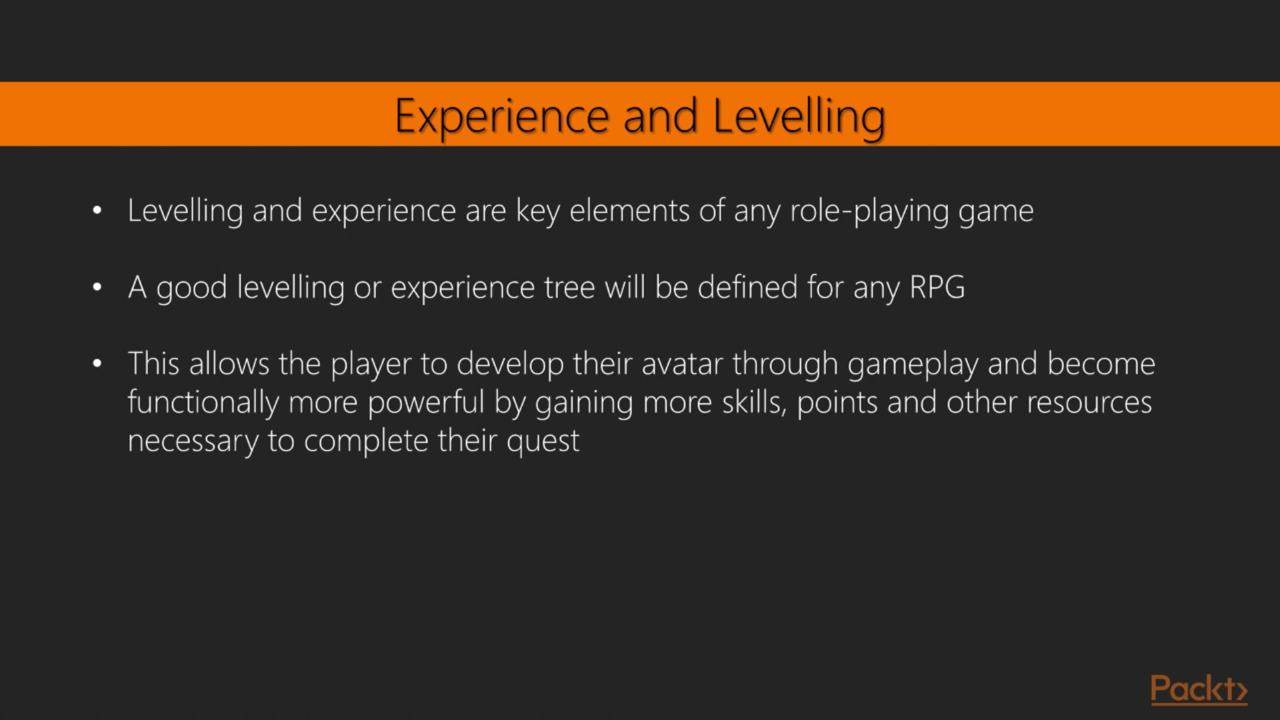 Experience and Levelling
• Levelling and experience are key elements of any role-playing game
• A good levelling or experience tree will be defined for any RPG
• This allows the player to develop their avatar through gameplay and become
functionally more powerful by gaining more skills, points and other resources
necessary to complete their quest
Packt>